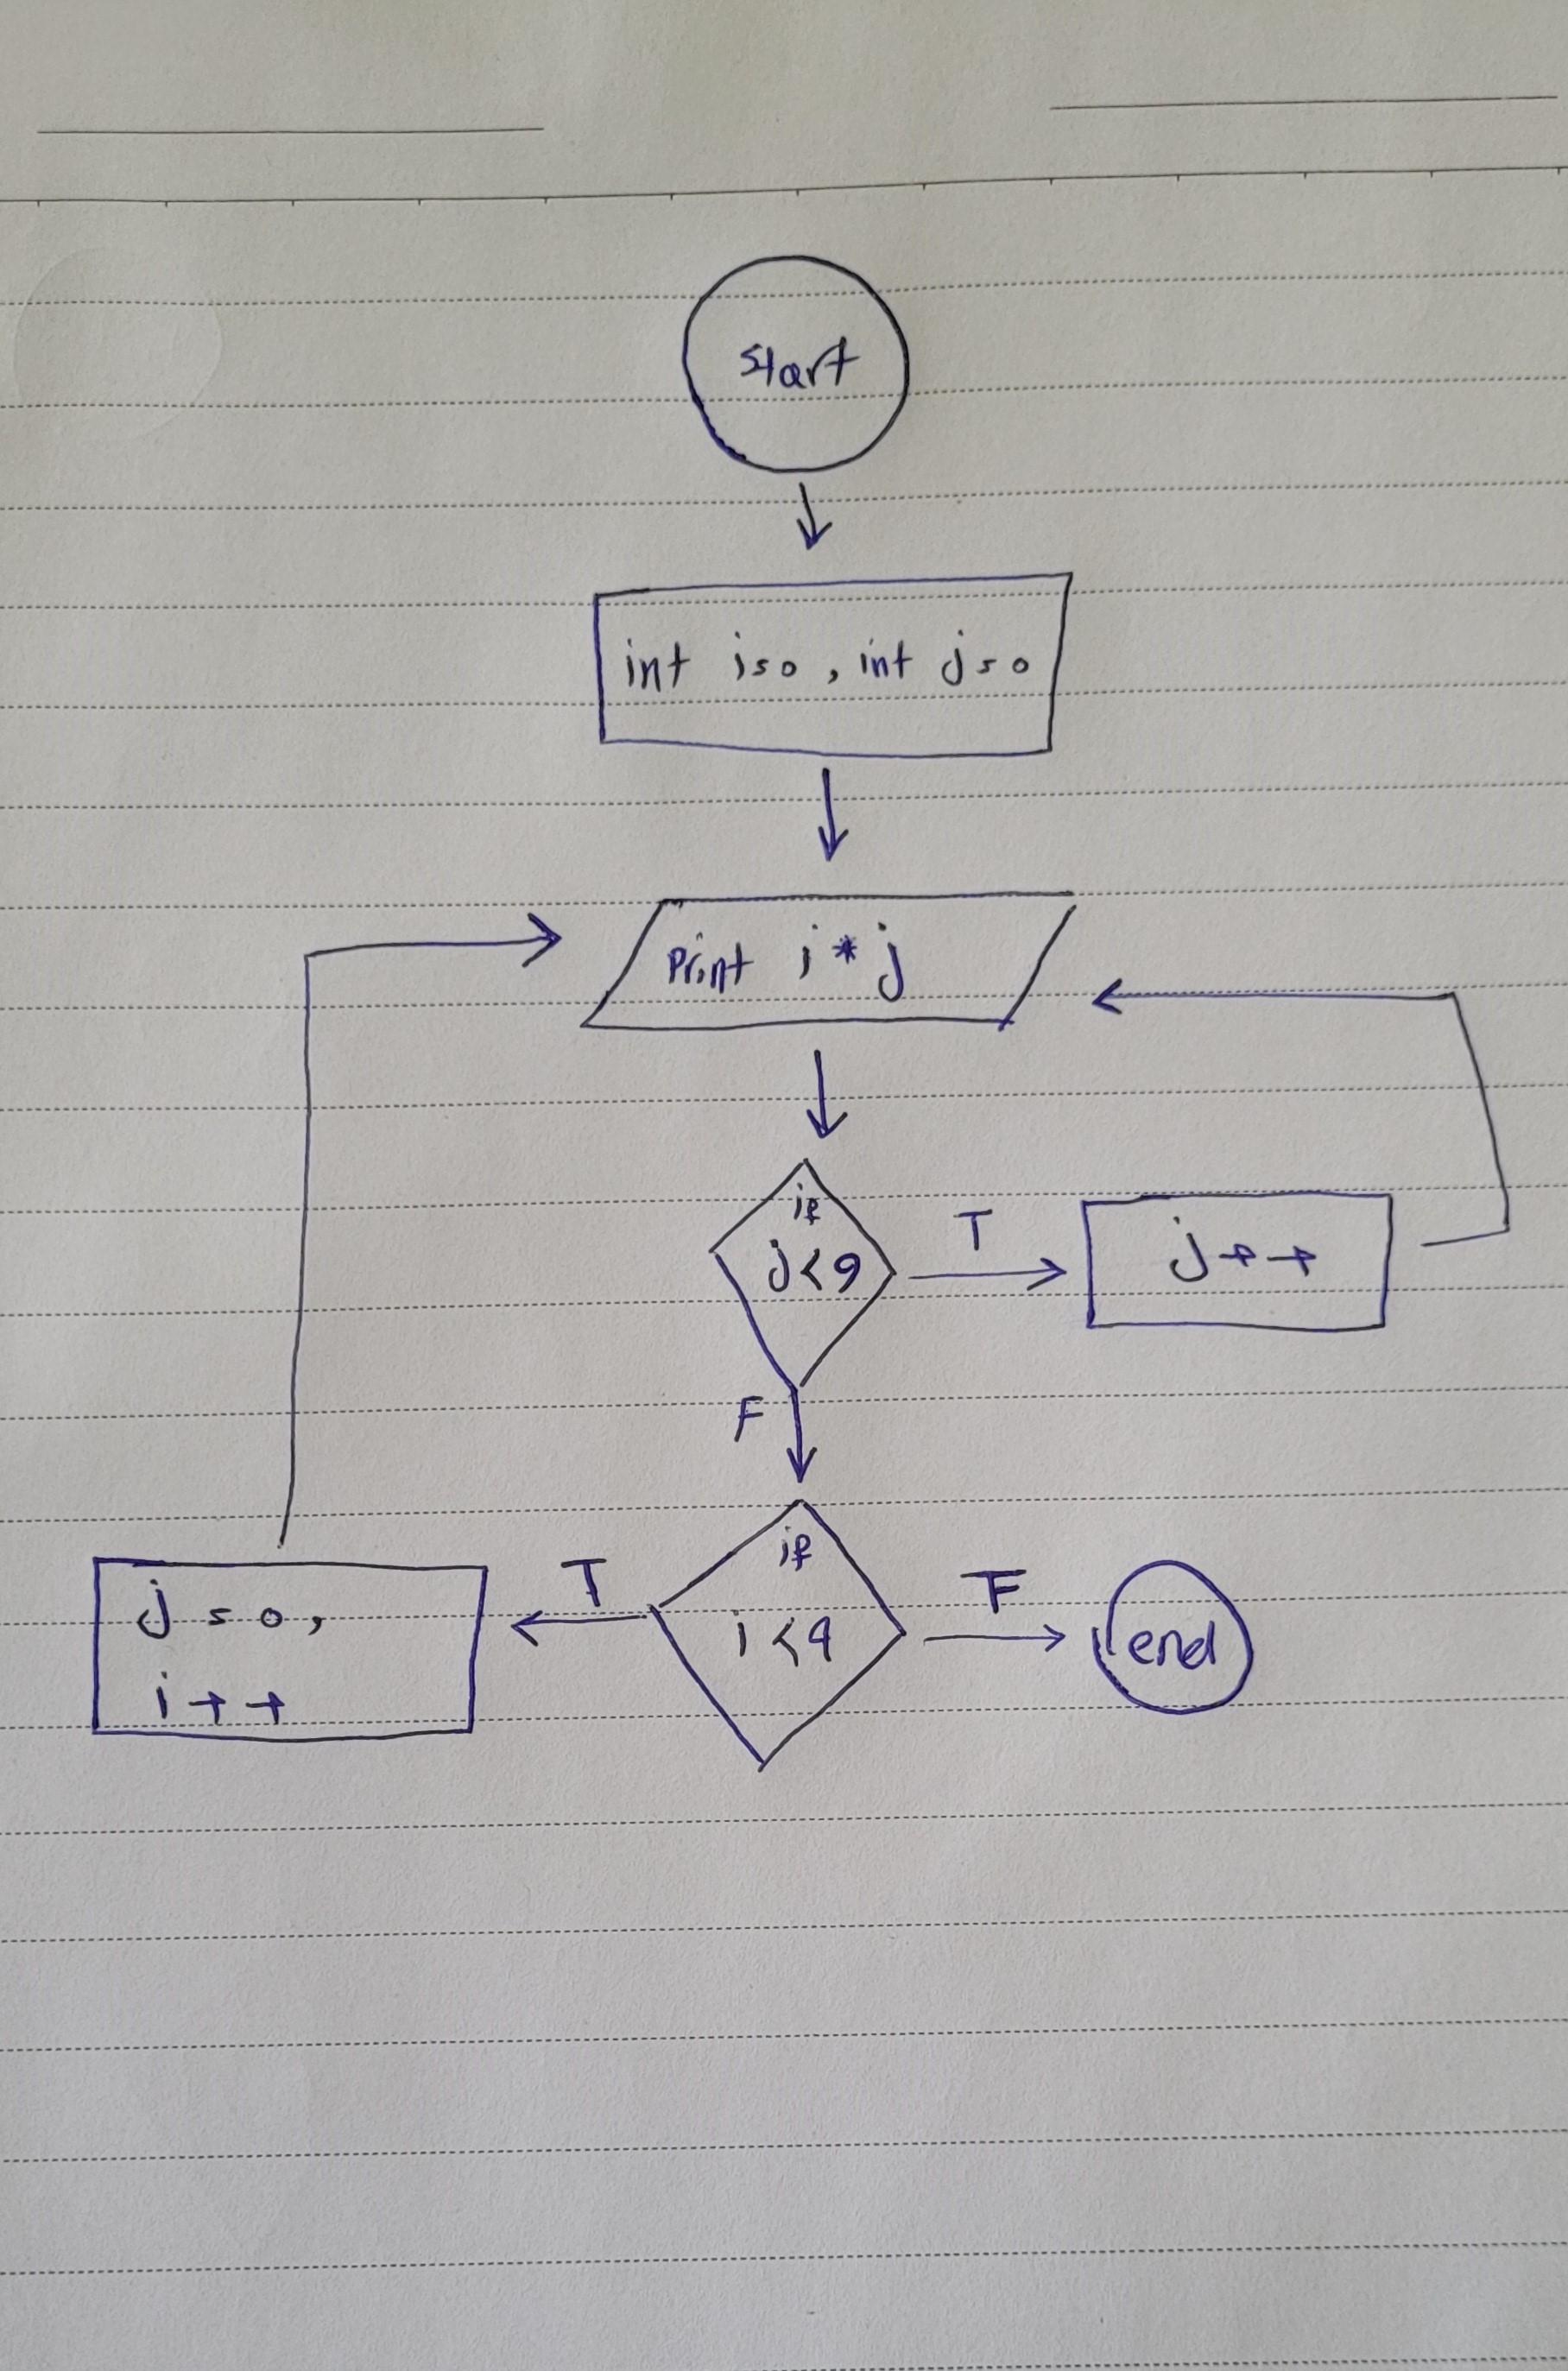 Start
int i=0, int j=0
Print i * j
if
j<9
T
j++
F
if
i<9
T
F
j=0,
i++
end